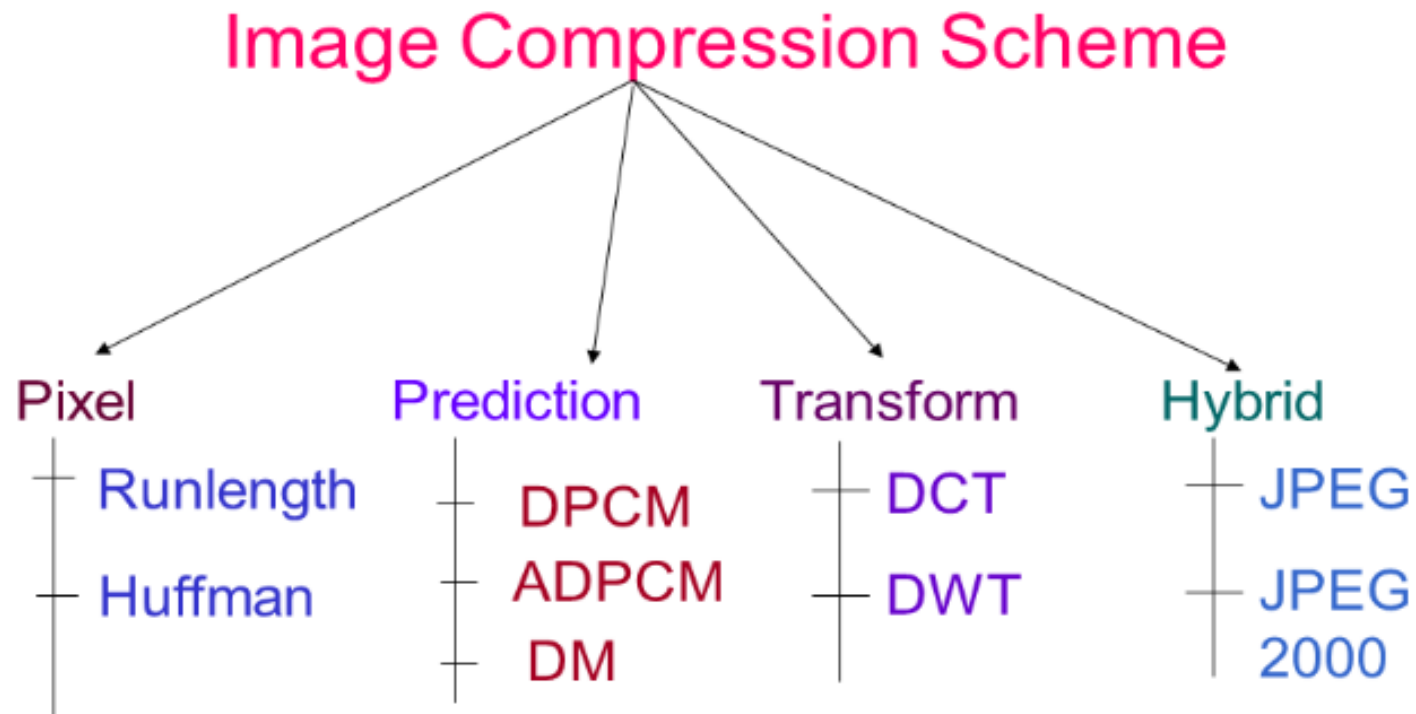 Image Compression Scheme
Pixel
Runlength
Huffman
Prediction
DPCM
ADPCM
DM
Transform
DCT
DWT
Hybrid
JPEG
JPEG
2000